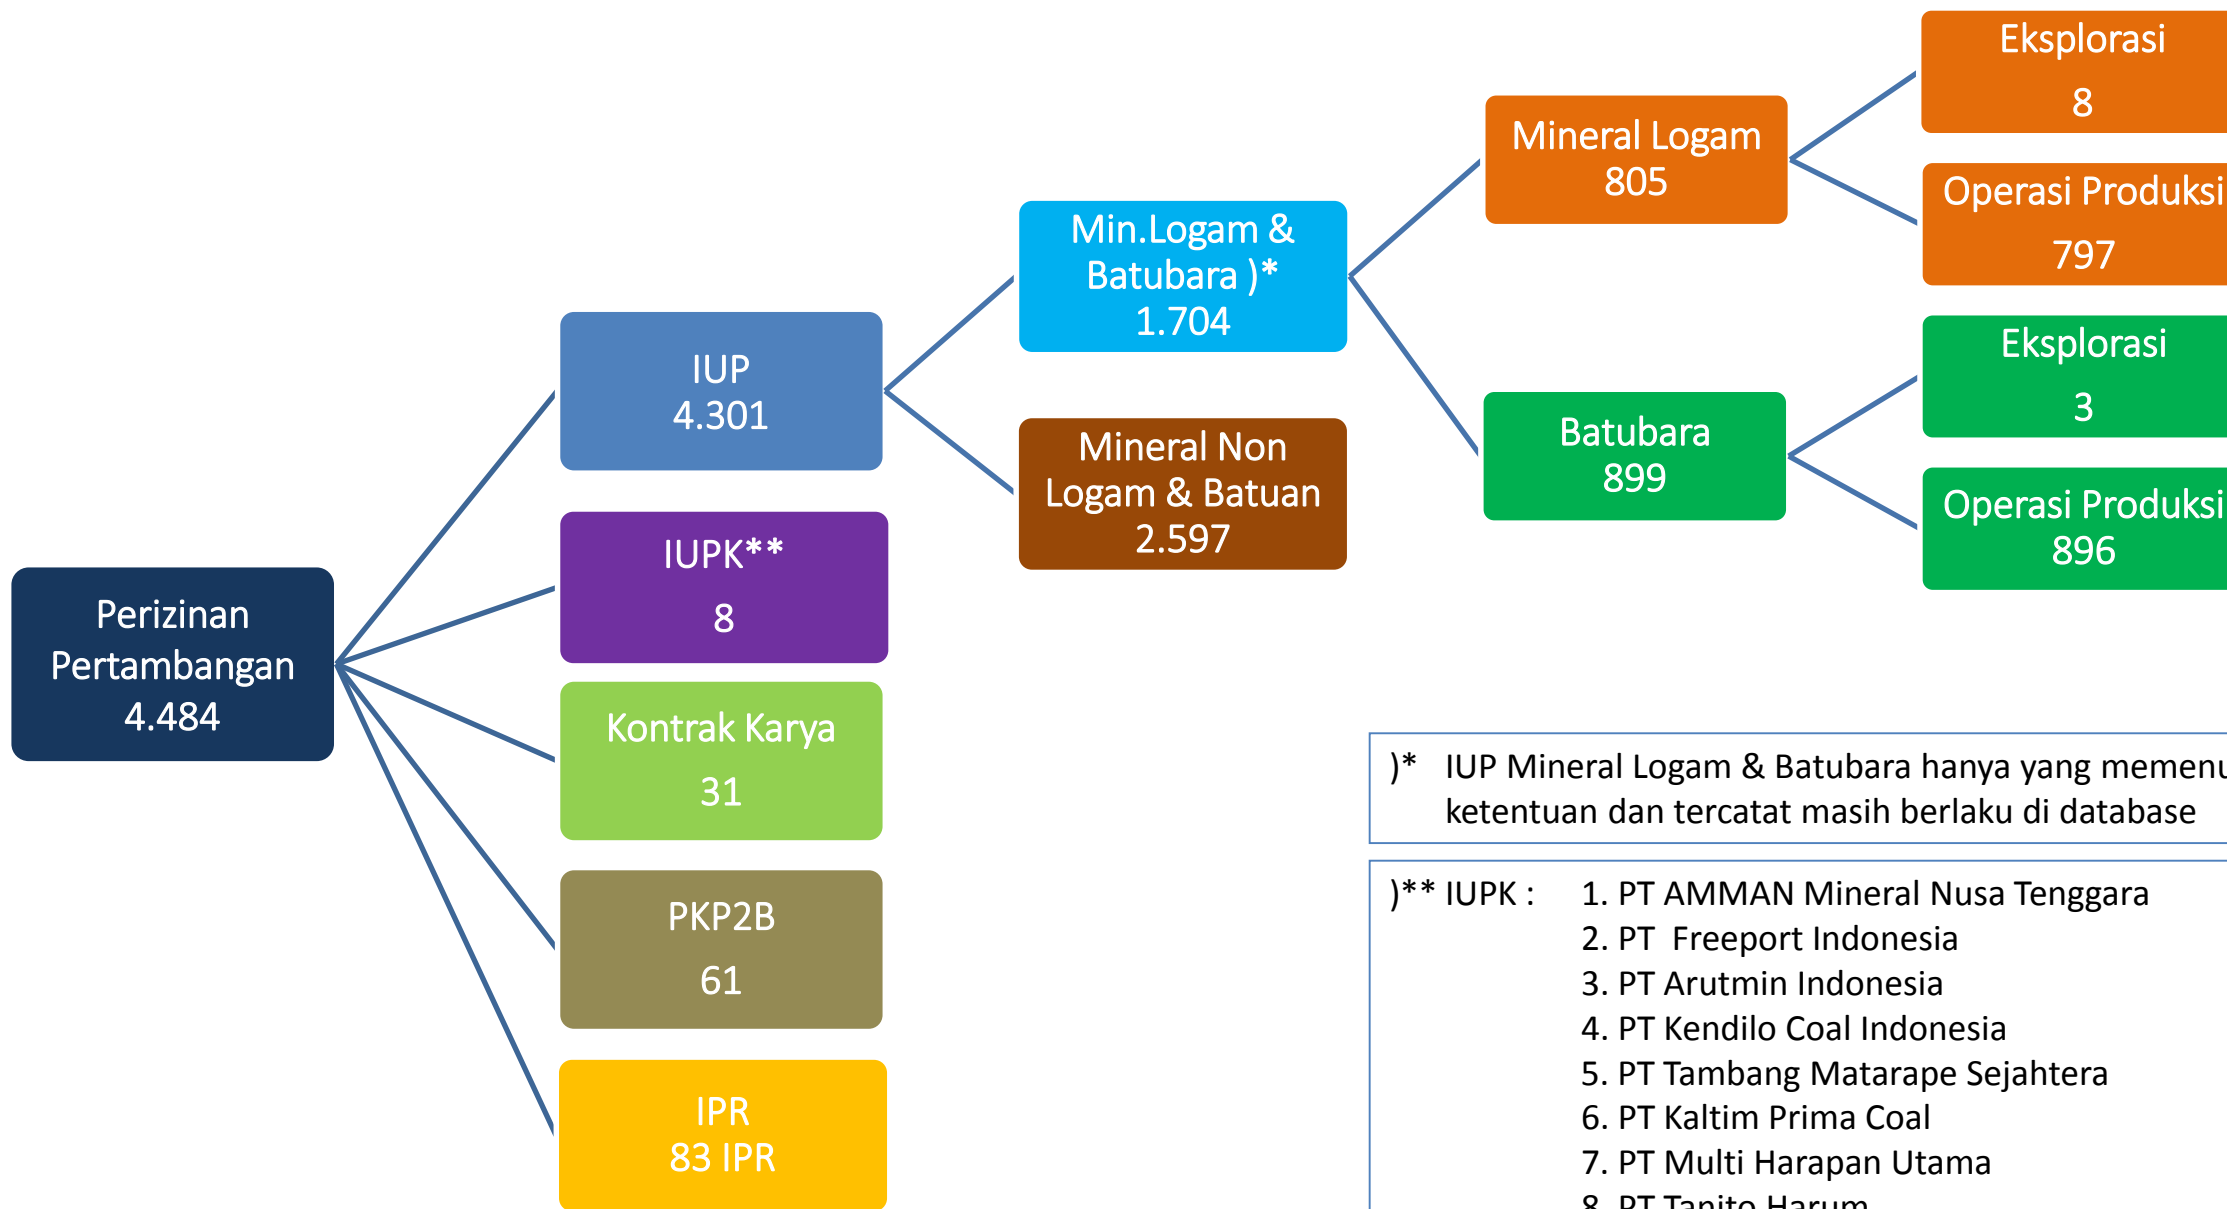 Perizinan
Pertambangan
4.484
IUP
4.301
IUPK**
8
Kontrak Karya
31
PKP2B
61
IPR
83 IPR
Min.Logam &
Batubara )*
1.704
Mineral Non
Logam & Batuan
2.597
Mineral Logam
805
Batubara
899
Eksplorasi
8
Operasi Produksi
797
Eksplorasi
3
Operasi Produksi
896
)* IUP Mineral Logam & Batubara hanya yang
ketentuan dan tercatat masih berlaku di database
)** IUPK : 1. PT AMMAN Mineral Nusa Tenggara
2. PT Freeport Indonesia
3. PT Arutmin Indonesia
4. PT Kendilo Coal Indonesia
5. PT Tambang Matarape Sejahtera
6. PT Kaltim Prima Coal
7. PT Multi Harapan Utama
8. PT Tanito Harum